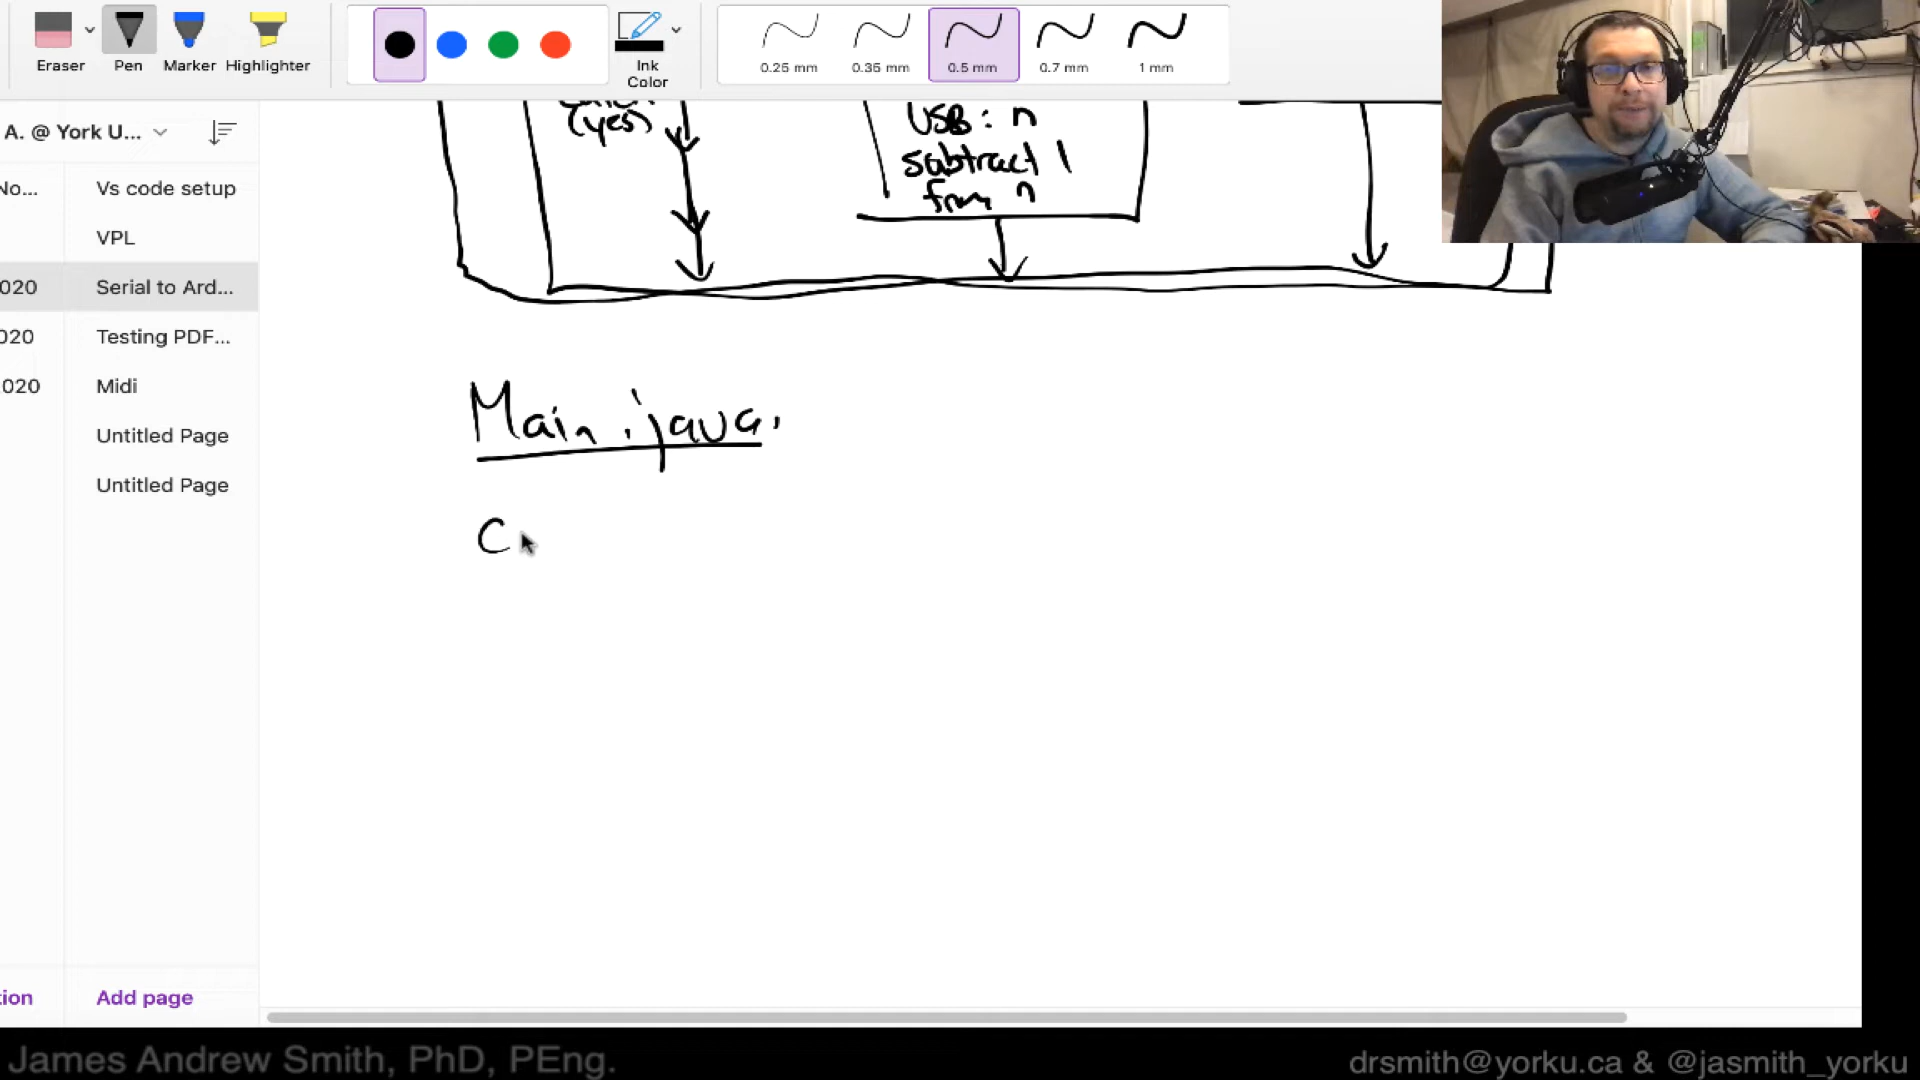 Eraser
Pen
Marker
Highlighter
Ink
Color
0.25 mm
0.35 mm
0.5 mm
0.7 mm
1 mm
A. @ York U...
No...
Vs code setup
VPL
020
Serial to Ard...
020
Testing PDF...
020
Midi
Untitled Page
Untitled Page
tion
Add page
(yes)
USB: n
subtract 1
from n
Main.java.
C
James Andrew Smith, PhD, PEng.
drsmith@yorku.ca & @jasmith_yorku